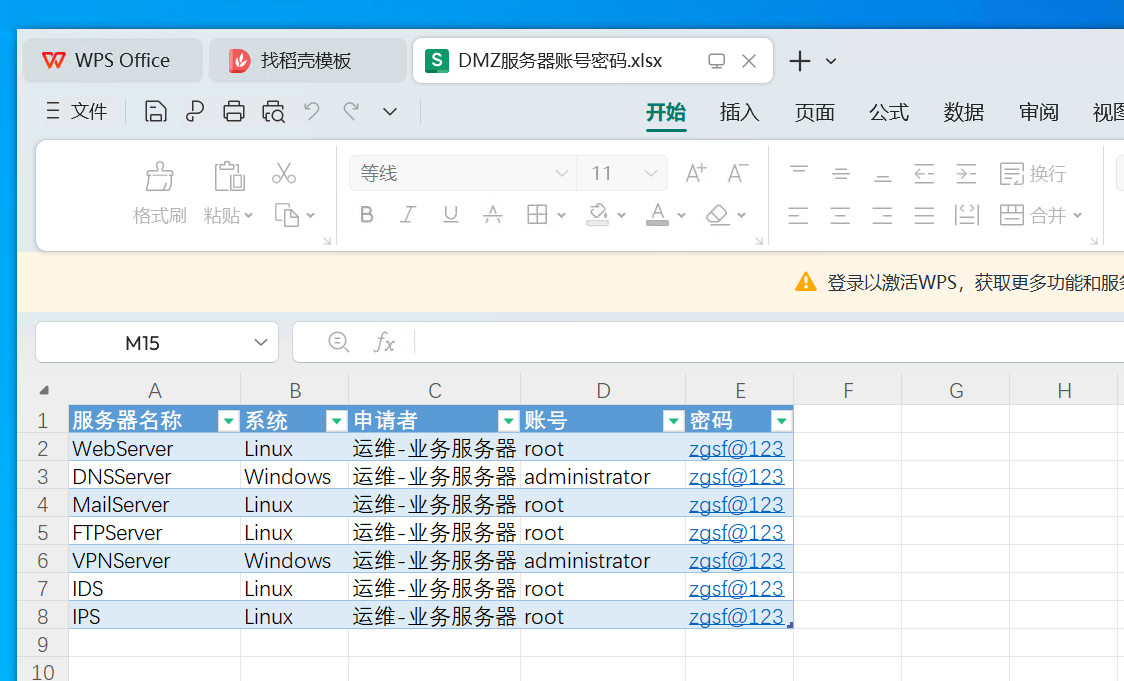 WPS Office 找稻壳模板 DMZ服务器账号密码.xlsx
文件 开始 插入 页面 公式 数据 审阅 视图
等线 11 A+ A- 换行
格式刷 粘贴 B I U A A 合并
登录以激活WPS，获取更多功能和服务
M15 fx
A B C D E F G H
1 服务器名称 系统 申请者 账号 密码
2 WebServer Linux 运维-业务服务器 root zgsf@123
3 DNSServer Windows 运维-业务服务器 administrator zgsf@123
4 MailServer Linux 运维-业务服务器 root zgsf@123
5 FTPServer Linux 运维-业务服务器 root zgsf@123
6 VPNServer Windows 运维-业务服务器 administrator zgsf@123
7 IDS Linux 运维-业务服务器 root zgsf@123
8 IPS Linux 运维-业务服务器 root zgsf@123
9
10